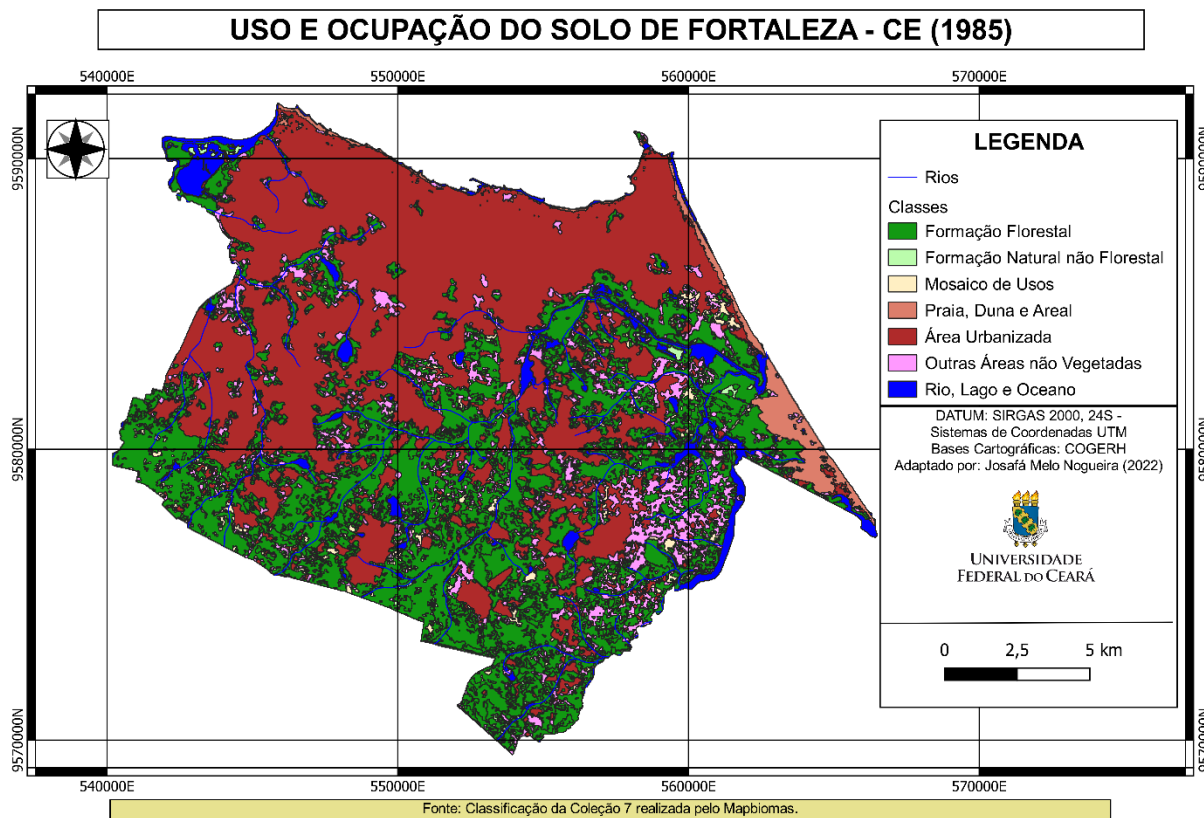 USO E OCUPAÇÃO DO SOLO DE FORTALEZA - CE (1985)
540000E
550000E
560000E
570000E
9590000N
9590000N
9580000N
9580000N
9570000N
9570000N
LEGENDA
Rios
Classes
Formação Florestal
Formação Natural não Florestal
Mosaico de Usos
Praia, Duna e Areal
Área Urbanizada
Outras Áreas não Vegetadas
Rio, Lago e Oceano
DATUM: SIRGAS 2000, 24S -
Sistemas de Coordenadas UTM
Bases Cartográficas: COGERH
Adaptado por: Josafá Melo Nogueira (2022)
UNIVERSIDADE
FEDERAL DO CEARÁ
0 2,5 5 km
540000E
550000E
560000E
570000E
Fonte: Classificação da Coleção 7 realizada pelo Mapbiomas.